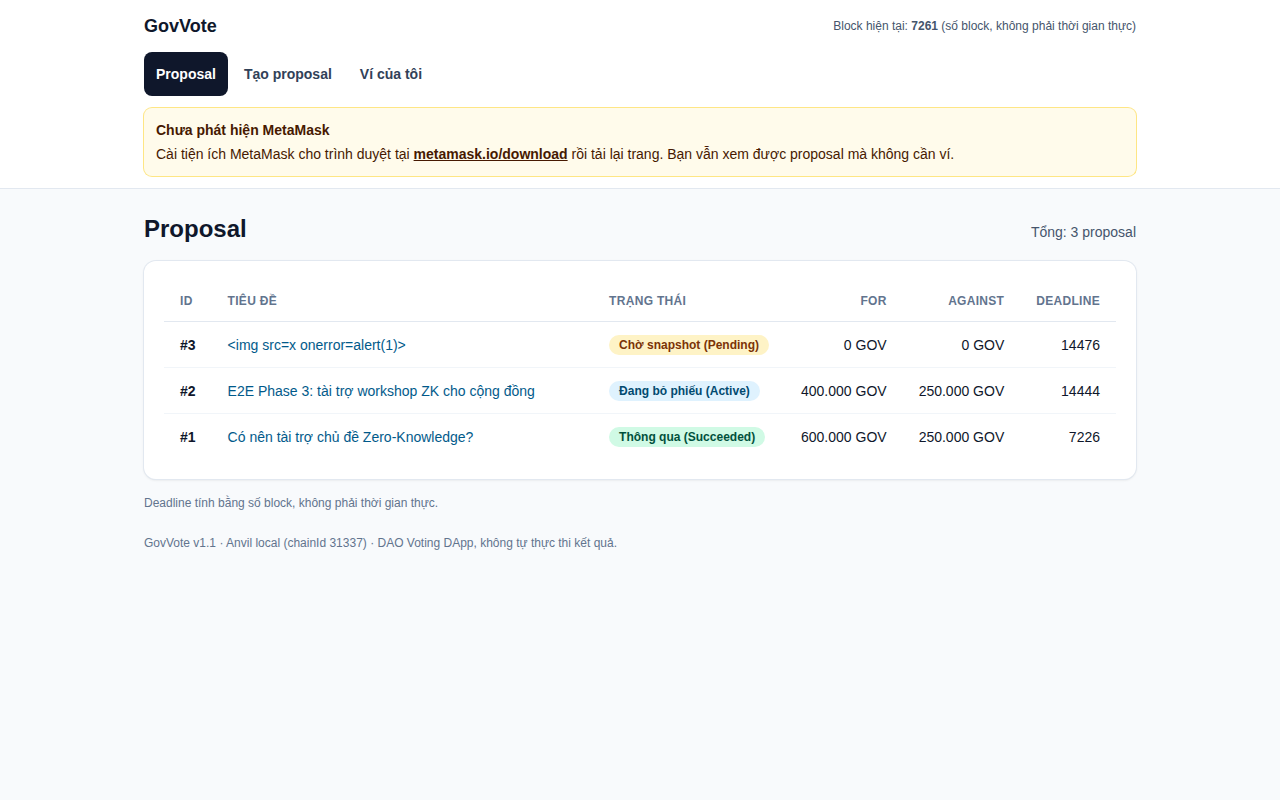 GovVote
Block hiện tại: 7261 (số block, không phải thời gian thực)
Proposal Tạo proposal Ví của tôi
Chưa phát hiện MetaMask
Cài tiện ích MetaMask cho trình duyệt tại metamask.io/download rồi tải lại trang. Bạn vẫn xem được proposal mà không cần ví.
Proposal
Tổng: 3 proposal
ID TIÊU ĐỀ TRẠNG THÁI FOR AGAINST DEADLINE
#3 <img src=x onerror=alert(1)> Chờ snapshot (Pending) 0 GOV 0 GOV 14476
#2 E2E Phase 3: tài trợ workshop ZK cho cộng đồng Đang bỏ phiếu (Active) 400.000 GOV 250.000 GOV 14444
#1 Có nên tài trợ chủ đề Zero-Knowledge? Thông qua (Succeeded) 600.000 GOV 250.000 GOV 7226
Deadline tính bằng số block, không phải thời gian thực.
GovVote v1.1 · Anvil local (chainId 31337) · DAO Voting DApp, không tự thực thi kết quả.